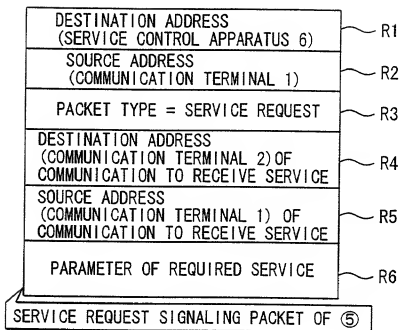 DESTINATION ADDRESS
(SERVICE CONTROL APPARATUS 6)
R1
SOURCE ADDRESS
(COMMUNICATION TERMINAL 1)
R2
PACKET TYPE = SERVICE REQUEST
R3
DESTINATION ADDRESS
(COMMUNICATION TERMINAL 2) OF
COMMUNICATION TO RECEIVE SERVICE
R4
SOURCE ADDRESS
(COMMUNICATION TERMINAL 1) OF
COMMUNICATION TO RECEIVE SERVICE
R5
PARAMETER OF REQUIRED SERVICE
R6
SERVICE REQUEST SIGNALING PACKET OF ⑤